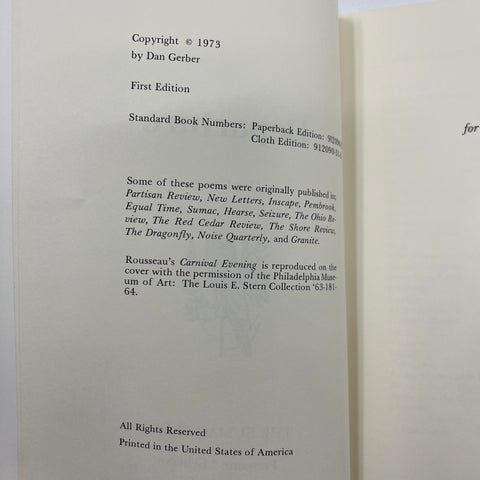 Copyright © 1973
by Dan Gerber
First Edition
Standard Book Numbers: Paperback Edition:
Cloth Edition: 912090-
Some of these poems were originally published in:
Partisan Review, New Letters, Inscape, Pembrook,
Equal Time, Sumac, Hearse, Seizure, The Ohio Re-
view, The Red Cedar Review, The Shore Review,
The Dragonfly, Noise Quarterly, and Granite.
Rousseau's Carnival Evening is reproduced on the
cover with the permission of the Philadelphia Muse-
um of Art: The Louis E. Stern Collection '63-181-
64.
All Rights Reserved
Printed in the United States of America
for